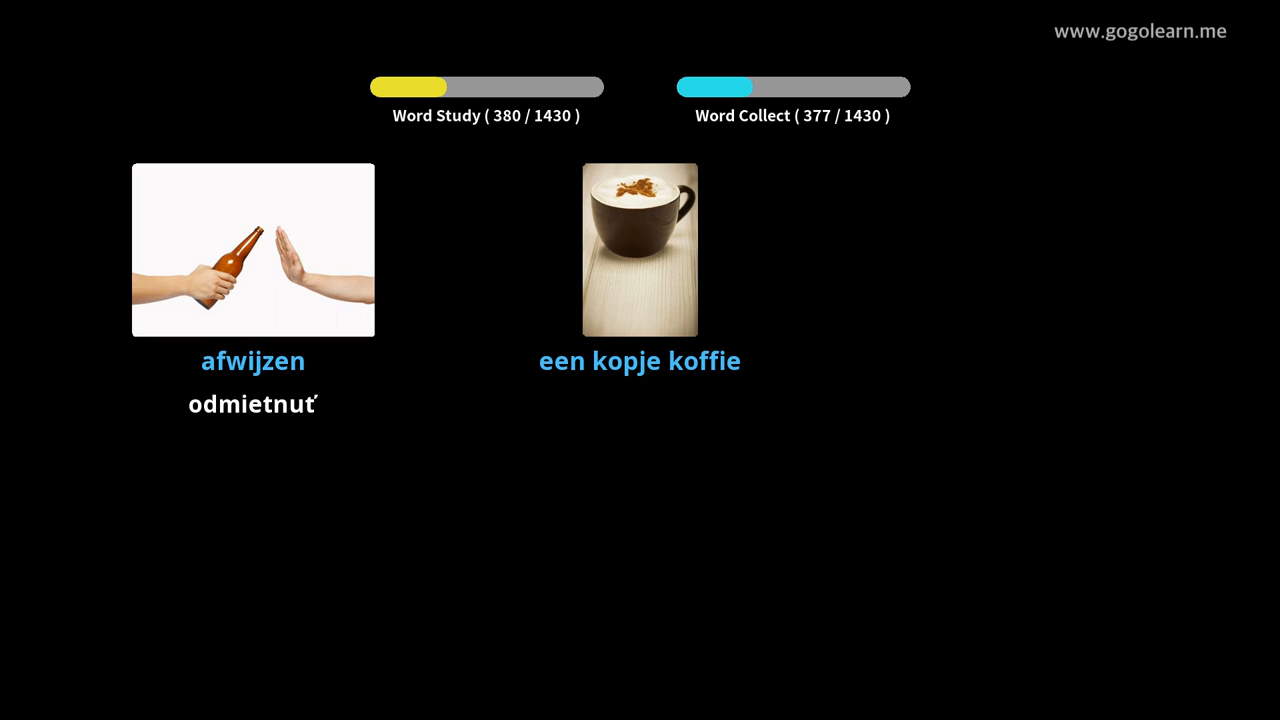 www.gogolearn.me
Word Study ( 380 / 1430 )
Word Collect ( 377 / 1430 )
afwijzen
een kopje koffie
odmietnuť